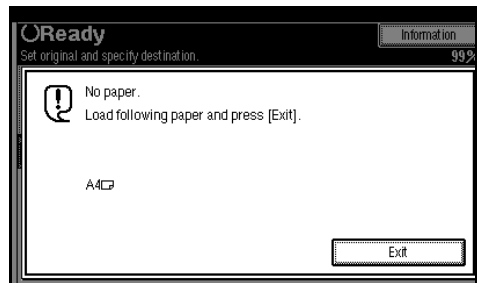 Ready
Information
Set original and specify destination.
99%
No paper.
Load following paper and press [Exit].
A4
Exit